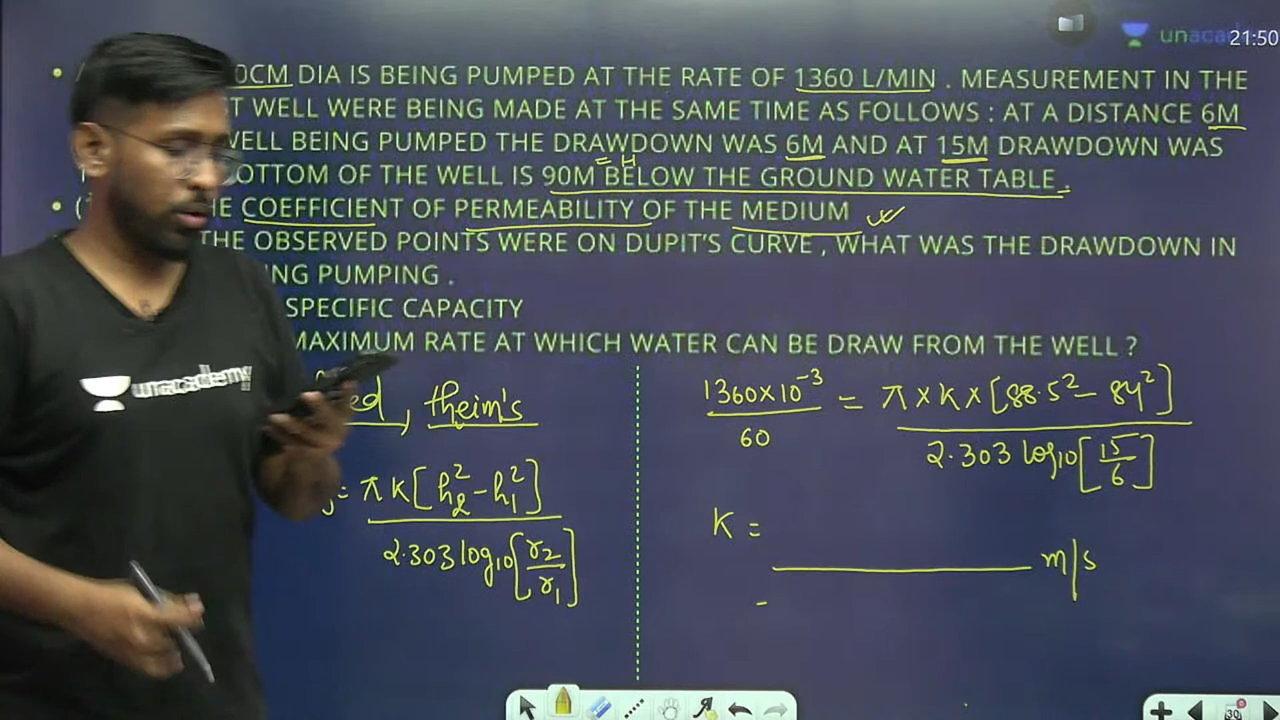 unaca
21:50
0CM DIA IS BEING PUMPED AT THE RATE OF 1360 L/MIN . MEASUREMENT IN THE
T WELL WERE BEING MADE AT THE SAME TIME AS FOLLOWS : AT A DISTANCE 6M
WELL BEING PUMPED THE DRAWDOWN WAS 6M AND AT 15M DRAWDOWN WAS
= H
OTTOM OF THE WELL IS 90M BELOW THE GROUND WATER TABLE .
HE COEFFICIENT OF PERMEABILITY OF THE MEDIUM
THE OBSERVED POINTS WERE ON DUPIT'S CURVE , WHAT WAS THE DRAWDOWN IN
ING PUMPING .
SPECIFIC CAPACITY
MAXIMUM RATE AT WHICH WATER CAN BE DRAW FROM THE WELL ?
ed, theim's
= π K [h₂² - h₁²]
2.303 log10 [r2/r1]
1360×10⁻³ / 60 = π × K × [88.5² - 84²]
2.303 log10 [15/6]
K =
m/s
-
unacademy
30